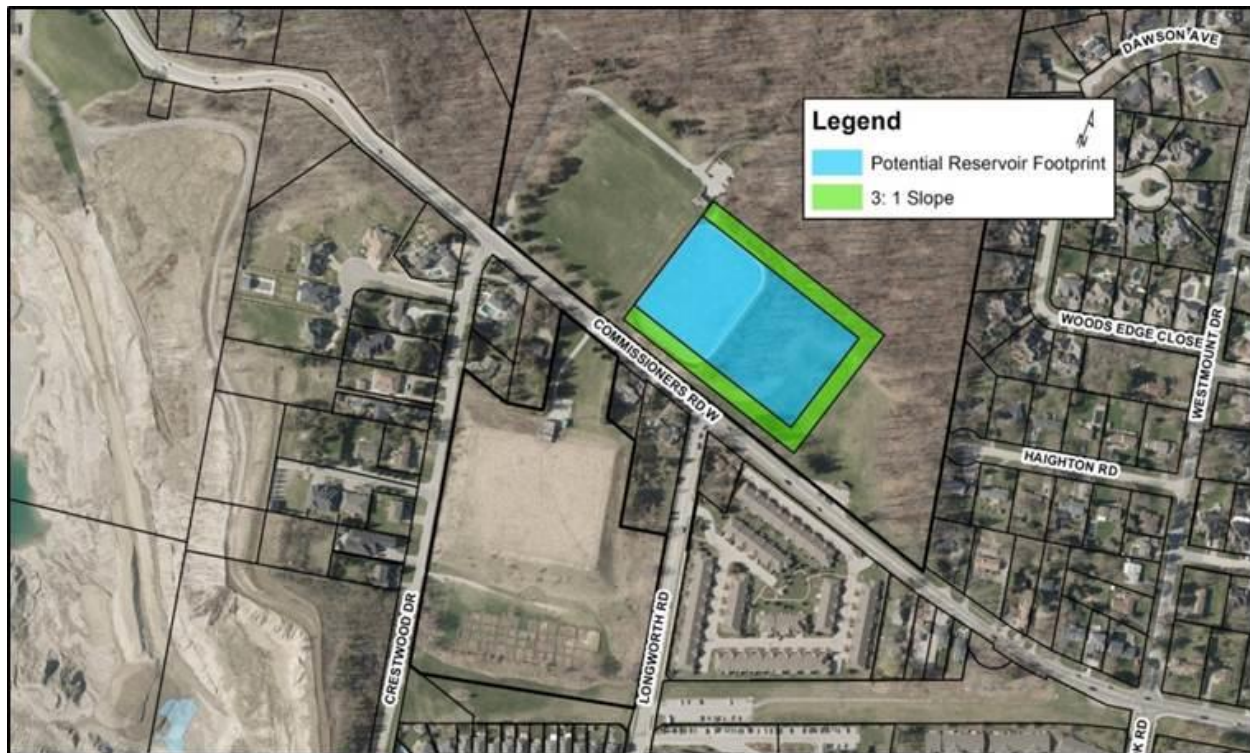 DAWSON AVE
Legend
N
Potential Reservoir Footprint
3: 1 Slope
COMMISSIONERS RD W
WOODS EDGE CLOSE
WESTMOUNT DR
HAIGHTON RD
CRESTWOOD DR
LONGWORTH RD
K RD